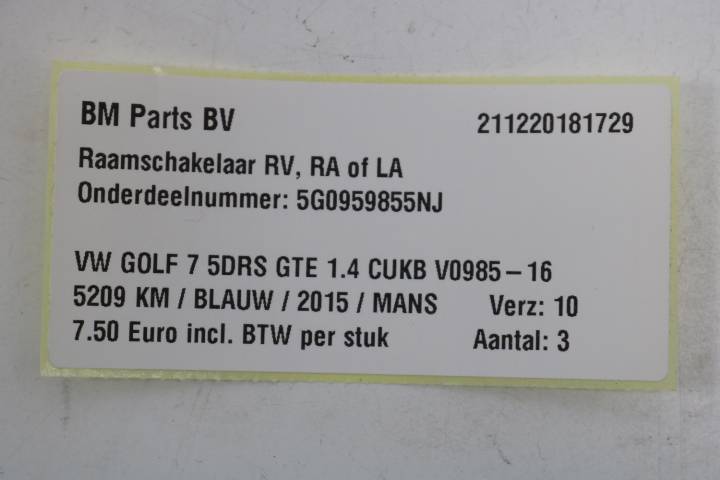 BM Parts BV 211220181729
Raamschakelaar RV, RA of LA
Onderdeelnummer: 5G0959855NJ
VW GOLF 7 5DRS GTE 1.4 CUKB V0985-16
5209 KM / BLAUW / 2015 / MANS Verz: 10
7.50 Euro incl. BTW per stuk Aantal: 3